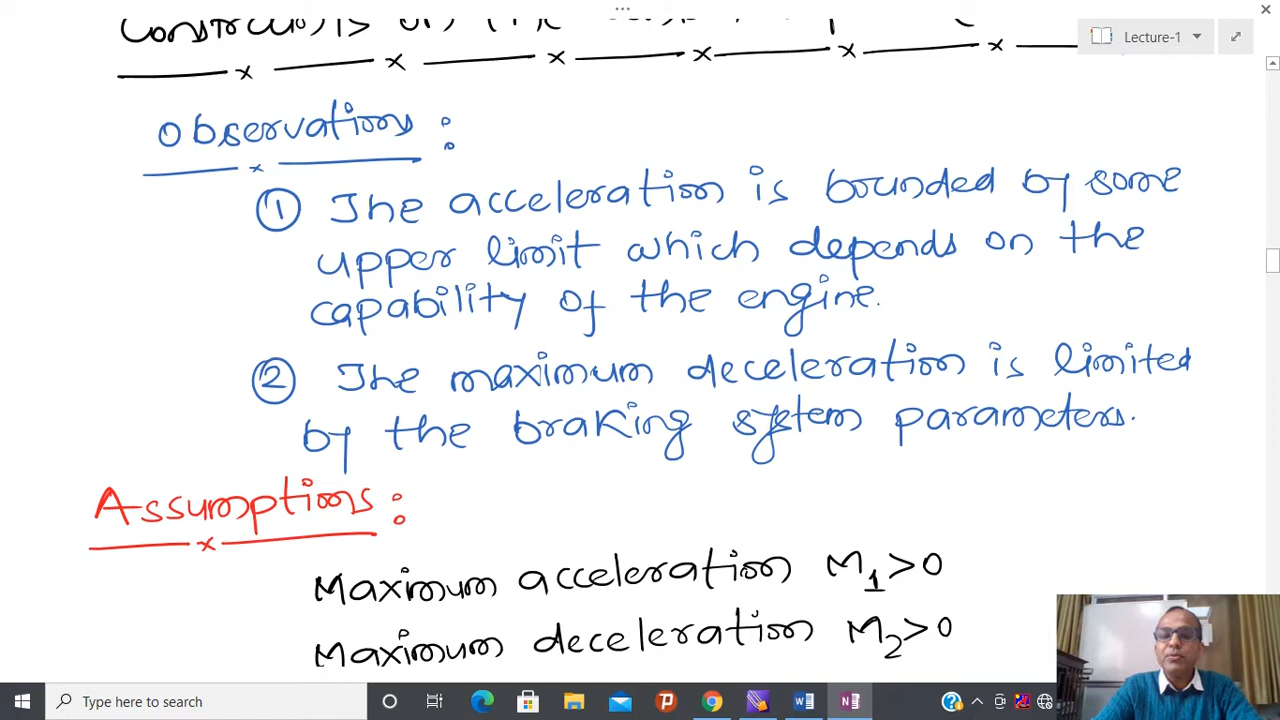 Lecture-1
Observations :
① The acceleration is bounded by some
upper limit which depends on the
capability of the engine.
② The maximum deceleration is limited
by the braking system parameters.
Assumptions :
Maximum acceleration M₁ > 0
Maximum deceleration M₂ > 0
Type here to search